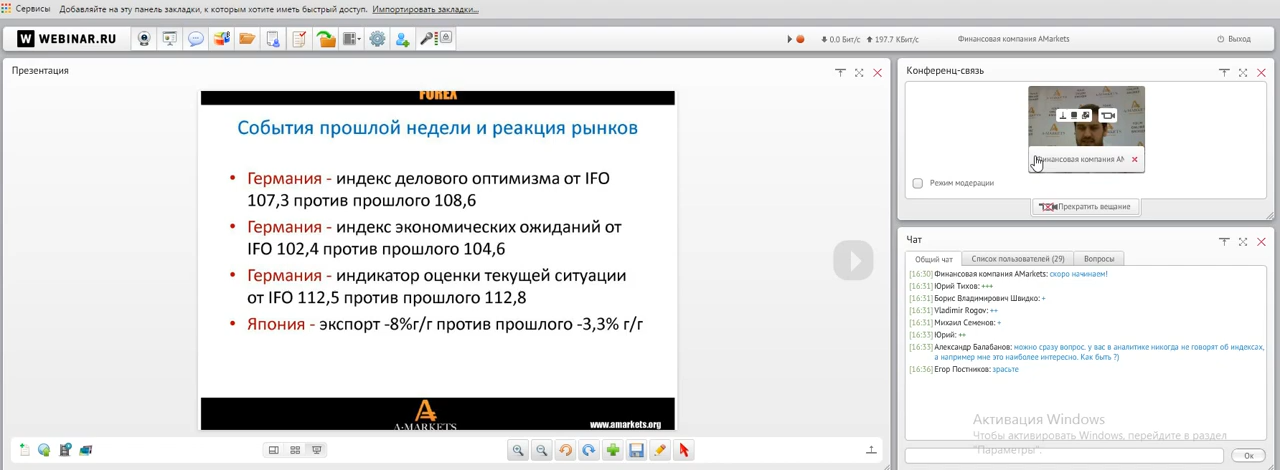 Сервисы Добавляйте на эту панель закладки, к которым хотите иметь быстрый доступ. Импортировать закладки...
W WEBINAR.RU
0.0 Бит/с 197.7 КБит/с
Финансовая компания AMarkets
Выход
Презентация
FOREX
События прошлой недели и реакция рынков
• Германия - индекс делового оптимизма от IFO
107,3 против прошлого 108,6
• Германия - индекс экономических ожиданий от
IFO 102,4 против прошлого 104,6
• Германия - индикатор оценки текущей ситуации
от IFO 112,5 против прошлого 112,8
• Япония - экспорт -8%г/г против прошлого -3,3% г/г
A-MARKETS
www.amarkets.org
Конференц-связь
Финансовая компания AM
Режим модерации
Прекратить вещание
Чат
Общий чат Список пользователей (29) Вопросы
[16:30] Финансовая компания AMarkets: скоро начинаем!
[16:31] Юрий Тихов: +++
[16:31] Борис Владимирович Швидко: +
[16:31] Vladimir Rogov: ++
[16:31] Михаил Семенов: +
[16:33] Юрий: ++
[16:34] Александр Балабанов: можно сразу вопрос. у вас в аналитике никогда не говорят об индексах,
а например мне это наиболее интересно. Как быть ?)
[16:36] Егор Постников: зрасьте
Активация Windows
Чтобы активировать Windows, перейдите в раздел
"Параметры".
Ок